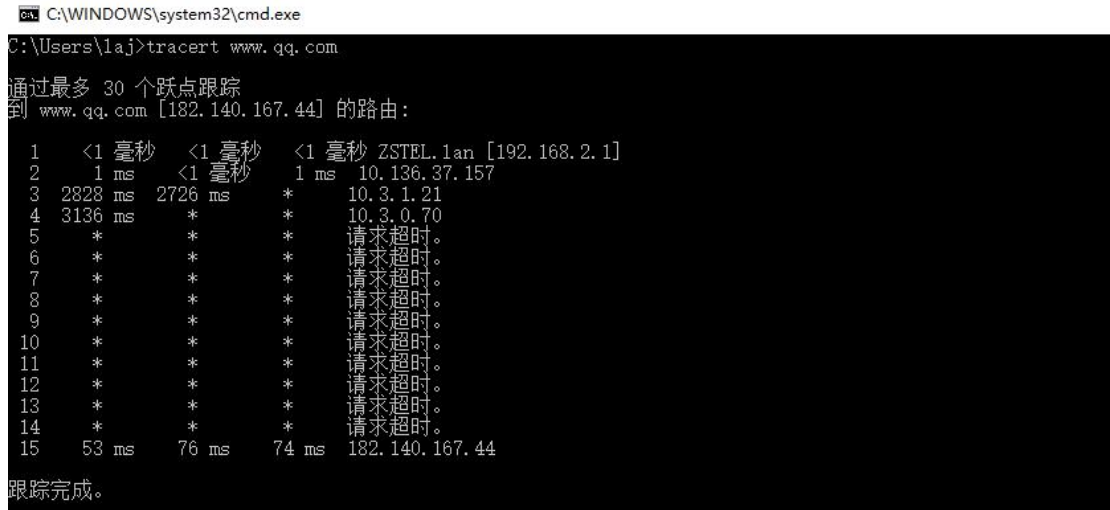 C:\WINDOWS\system32\cmd.exe
C:\Users\laj>tracert www.qq.com
通过最多 30 个跃点跟踪
到 www.qq.com [182.140.167.44] 的路由:
1 <1 毫秒 <1 毫秒 <1 毫秒 ZSTEL.lan [192.168.2.1]
2 1 ms <1 毫秒 1 ms 10.136.37.157
3 2828 ms 2726 ms * 10.3.1.21
4 3136 ms * * 10.3.0.70
5 * * * 请求超时。
6 * * * 请求超时。
7 * * * 请求超时。
8 * * * 请求超时。
9 * * * 请求超时。
10 * * * 请求超时。
11 * * * 请求超时。
12 * * * 请求超时。
13 * * * 请求超时。
14 * * * 请求超时。
15 53 ms 76 ms 74 ms 182.140.167.44
跟踪完成。